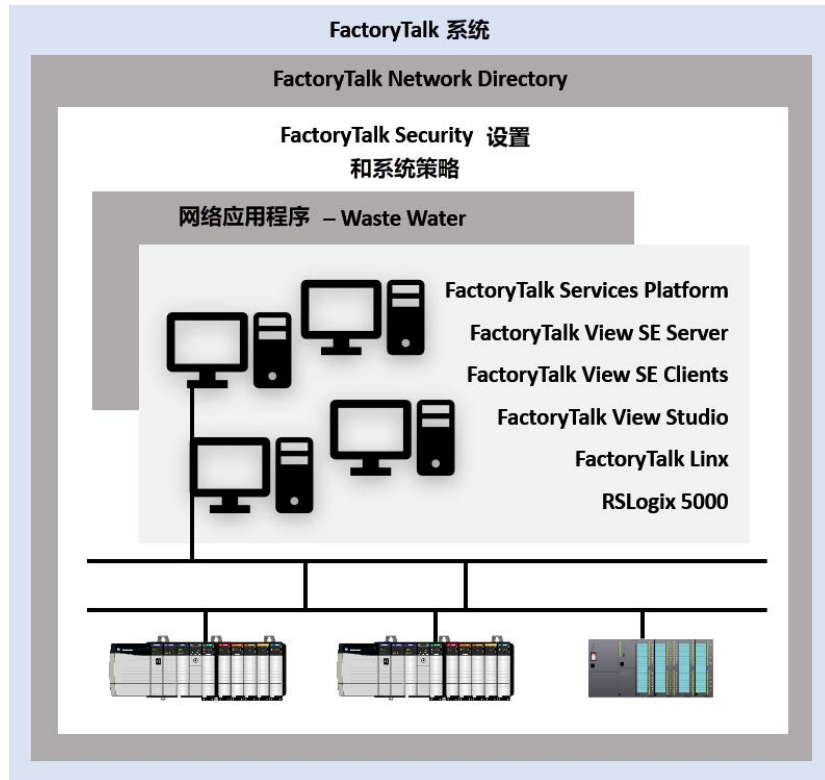 FactoryTalk 系统
FactoryTalk Network Directory
FactoryTalk Security 设置
和系统策略
网络应用程序 – Waste Water
FactoryTalk Services Platform
FactoryTalk View SE Server
FactoryTalk View SE Clients
FactoryTalk View Studio
FactoryTalk Linx
RSLogix 5000